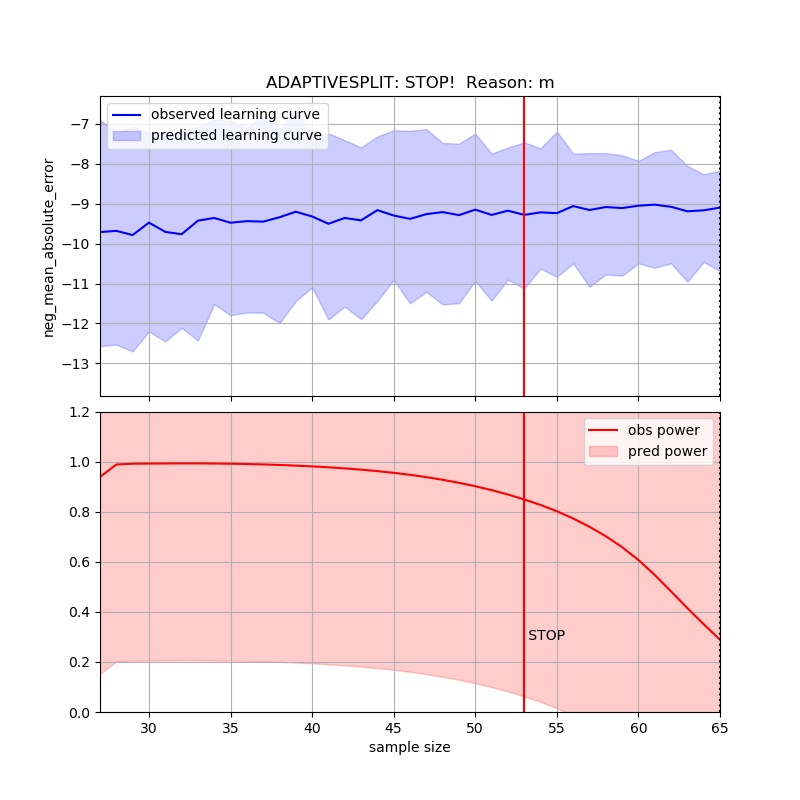 ADAPTIVESPLIT: STOP!  Reason: m
observed learning curve
predicted learning curve
neg_mean_absolute_error
−7
−8
−9
−10
−11
−12
−13
obs power
pred power
1.2
1.0
0.8
0.6
0.4
0.2
0.0
STOP
30 35 40 45 50 55 60 65
sample size